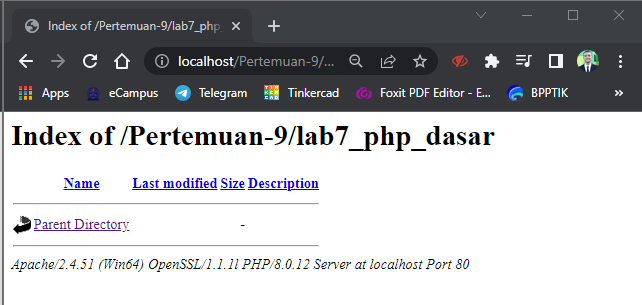 Index of /Pertemuan-9/lab7_php_
localhost/Pertemuan-9/...
Apps eCampus Telegram Tinkercad Foxit PDF Editor - E... BPPTIK »
Index of /Pertemuan-9/lab7_php_dasar
Name Last modified Size Description
Parent Directory -
Apache/2.4.51 (Win64) OpenSSL/1.1.1l PHP/8.0.12 Server at localhost Port 80